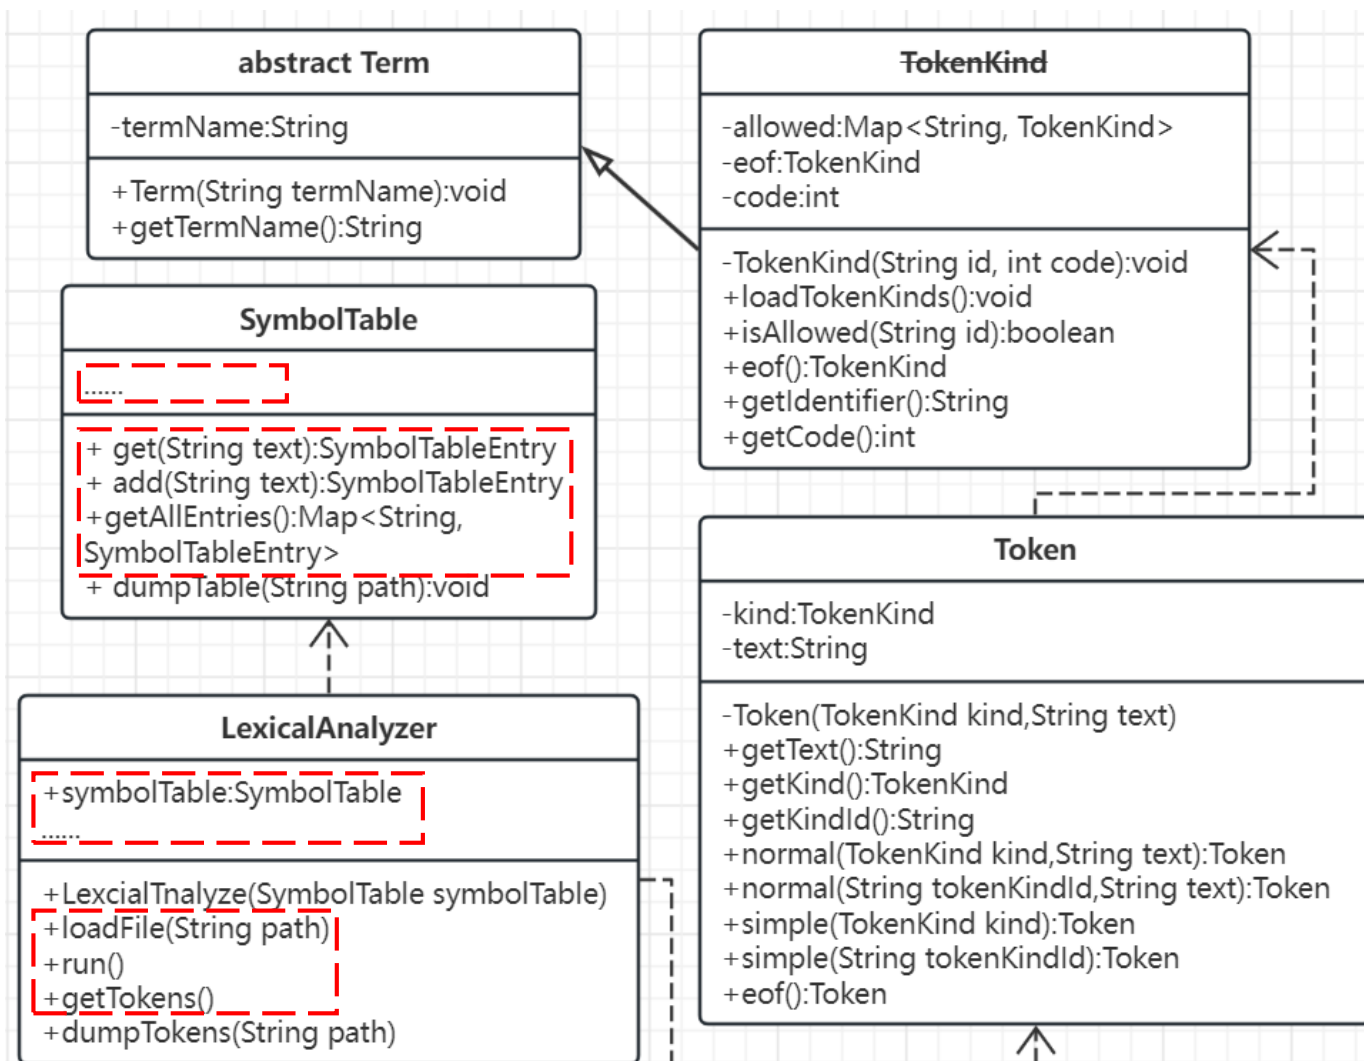 abstract Term
-termName:String
+Term(String termName):void
+getTermName():String
TokenKind
-allowed:Map<String, TokenKind>
-eof:TokenKind
-code:int
-TokenKind(String id, int code):void
+loadTokenKinds():void
+isAllowed(String id):boolean
+eof():TokenKind
+getIdentifier():String
+getCode():int
SymbolTable
......
+ get(String text):SymbolTableEntry
+ add(String text):SymbolTableEntry
+getAllEntries():Map<String,
SymbolTableEntry>
+ dumpTable(String path):void
Token
-kind:TokenKind
-text:String
-Token(TokenKind kind,String text)
+getText():String
+getKind():TokenKind
+getKindId():String
+normal(TokenKind kind,String text):Token
+normal(String tokenKindId,String text):Token
+simple(TokenKind kind):Token
+simple(String tokenKindId):Token
+eof():Token
LexicalAnalyzer
+symbolTable:SymbolTable
......
+LexcialTnalyze(SymbolTable symbolTable)
+loadFile(String path)
+run()
+getTokens()
+dumpTokens(String path)